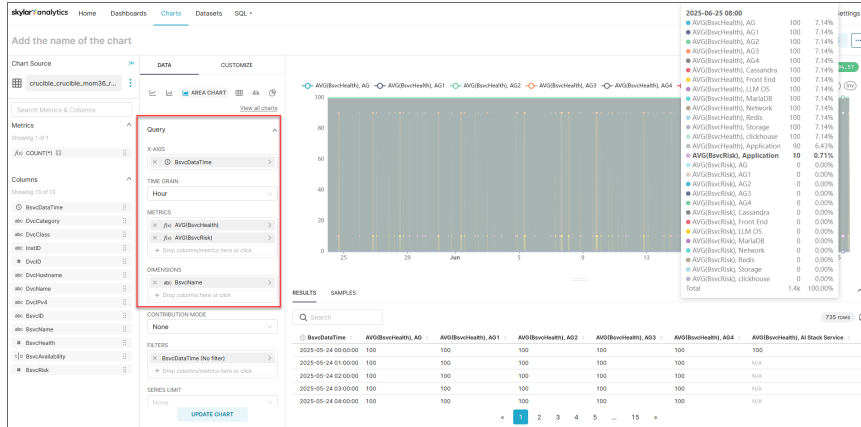 skylar analytics Home Dashboards Charts Datasets SQL
Settings
Add the name of the chart
Chart Source
crucible_crucible_mom36_r...
Search Metrics & Columns
Metrics
Showing 1 of 1
f(x) COUNT(*)
Columns
Showing 13 of 13
BsvcDataTime
abc DvcCategory
abc DvcClass
abc InstID
# DvcID
abc DvcHostname
abc DvcName
abc DvcIPv4
abc BsvcID
abc BsvcName
# BsvcHealth
1|0 BsvcAvailability
# BsvcRisk
DATA CUSTOMIZE
AREA CHART 4k
View all charts
Query
X-AXIS
× BsvcDataTime >
TIME GRAIN
Hour
METRICS
× f(x) AVG(BsvcHealth) >
× f(x) AVG(BsvcRisk) >
+ Drop columns/metrics here or click
DIMENSIONS
× abc BsvcName >
+ Drop columns here or click
CONTRIBUTION MODE
None
FILTERS
× BsvcDataTime (No filter) >
+ Drop columns/metrics here or click
SERIES LIMIT
None
UPDATE CHART
AVG(BsvcHealth), AG AVG(BsvcHealth), AG1 AVG(BsvcHealth), AG2 AVG(BsvcHealth), AG3 AVG(BsvcHealth), AG4
Inv
100
80
60
40
20
0
25 29 Jun 5 9 13
2025-06-25 08:00
AVG(BsvcHealth), AG 100 7.14%
AVG(BsvcHealth), AG1 100 7.14%
AVG(BsvcHealth), AG2 100 7.14%
AVG(BsvcHealth), AG3 100 7.14%
AVG(BsvcHealth), AG4 100 7.14%
AVG(BsvcHealth), Cassandra 100 7.14%
AVG(BsvcHealth), Front End 100 7.14%
AVG(BsvcHealth), LLM OS 100 7.14%
AVG(BsvcHealth), MariaDB 100 7.14%
AVG(BsvcHealth), Network 100 7.14%
AVG(BsvcHealth), Redis 100 7.14%
AVG(BsvcHealth), Storage 100 7.14%
AVG(BsvcHealth), clickhouse 100 7.14%
AVG(BsvcHealth), Application 90 6.43%
AVG(BsvcRisk), Application 10 0.71%
AVG(BsvcRisk), AG 0 0.00%
AVG(BsvcRisk), AG1 0 0.00%
AVG(BsvcRisk), AG2 0 0.00%
AVG(BsvcRisk), AG3 0 0.00%
AVG(BsvcRisk), AG4 0 0.00%
AVG(BsvcRisk), Cassandra 0 0.00%
AVG(BsvcRisk), Front End 0 0.00%
AVG(BsvcRisk), LLM OS 0 0.00%
AVG(BsvcRisk), MariaDB 0 0.00%
AVG(BsvcRisk), Network 0 0.00%
AVG(BsvcRisk), Redis 0 0.00%
AVG(BsvcRisk), Storage 0 0.00%
AVG(BsvcRisk), clickhouse 0 0.00%
Total 1.4k 100.00%
RESULTS SAMPLES
Search
735 rows
BsvcDataTime AVG(BsvcHealth), AG AVG(BsvcHealth), AG1 AVG(BsvcHealth), AG2 AVG(BsvcHealth), AG3 AVG(BsvcHealth), AG4 AVG(BsvcHealth), AI Stack Service
2025-05-24 00:00:00 100 100 100 100 100 100
2025-05-24 01:00:00 100 100 100 100 100 N/A
2025-05-24 02:00:00 100 100 100 100 100 N/A
2025-05-24 03:00:00 100 100 100 100 100 N/A
2025-05-24 04:00:00 100 100 100 100 100 N/A
« 1 2 3 4 5 ... 15 »